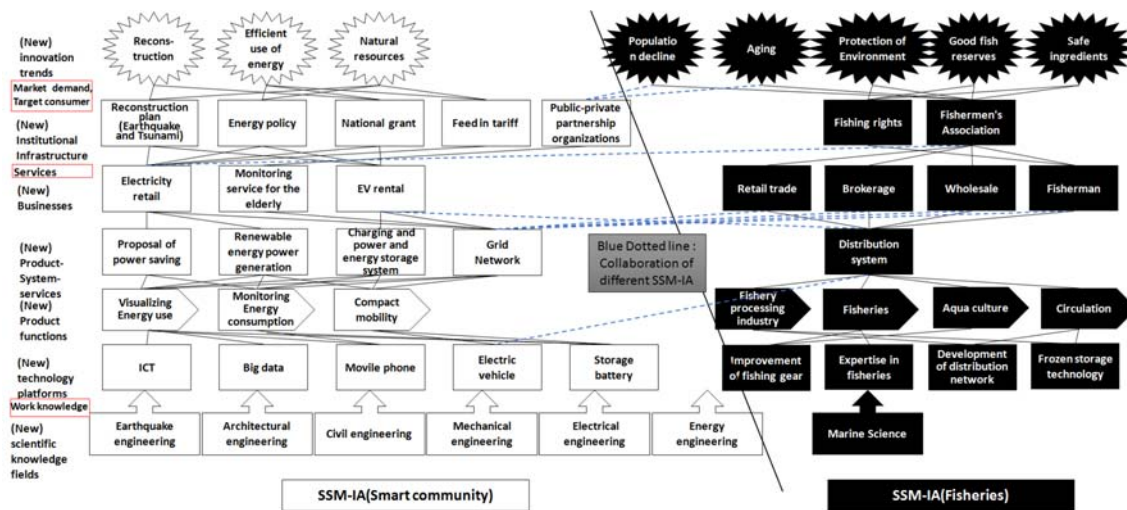 (New)
innovation
trends
Recons-
truction
Efficient
use of
energy
Natural
resources
Populatio
n decline
Aging
Protection of
Environment
Good fish
reserves
Safe
ingredients
Market demand,
Target consumer
(New)
Institutional
Infrastructure
Reconstruction
plan
(Earthquake
and Tsunami)
Energy policy
National grant
Feed in tariff
Public-private
partnership
organizations
Fishing rights
Fishermen's
Association
Services
(New)
Businesses
Electricity
retail
Monitoring
service for the
elderly
EV rental
Retail trade
Brokerage
Wholesale
Fisherman
(New)
Product-
System-
services
Proposal of
power saving
Renewable
energy power
generation
Charging and
power and
energy storage
system
Grid
Network
Blue Dotted line :
Collaboration of
different SSM-IA
Distribution
system
(New)
Product
functions
Visualizing
Energy use
Monitoring
Energy
consumption
Compact
mobility
Fishery
processing
industry
Fisheries
Aqua culture
Circulation
(New)
technology
platforms
ICT
Big data
Movile phone
Electric
vehicle
Storage
battery
Improvement
of fishing gear
Expertise in
fisheries
Development
of distribution
network
Frozen storage
technology
Work knowledge
(New)
scientific
knowledge
fields
Earthquake
engineering
Architectural
engineering
Civil engineering
Mechanical
engineering
Electrical
engineering
Energy
engineering
Marine Science
SSM-IA(Smart community)
SSM-IA(Fisheries)